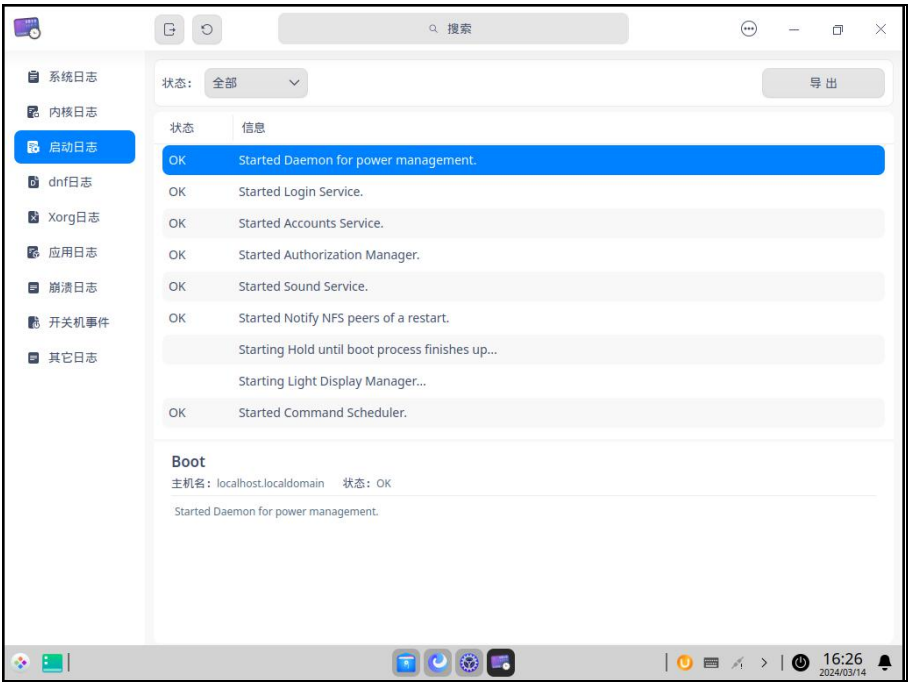 搜索
系统日志
内核日志
启动日志
dnf日志
Xorg日志
应用日志
崩溃日志
开关机事件
其它日志
状态： 全部 导 出
状态 信息
OK Started Daemon for power management.
OK Started Login Service.
OK Started Accounts Service.
OK Started Authorization Manager.
OK Started Sound Service.
OK Started Notify NFS peers of a restart.
Starting Hold until boot process finishes up...
Starting Light Display Manager...
OK Started Command Scheduler.
Boot
主机名：localhost.localdomain 状态：OK
Started Daemon for power management.
16:26
2024/03/14